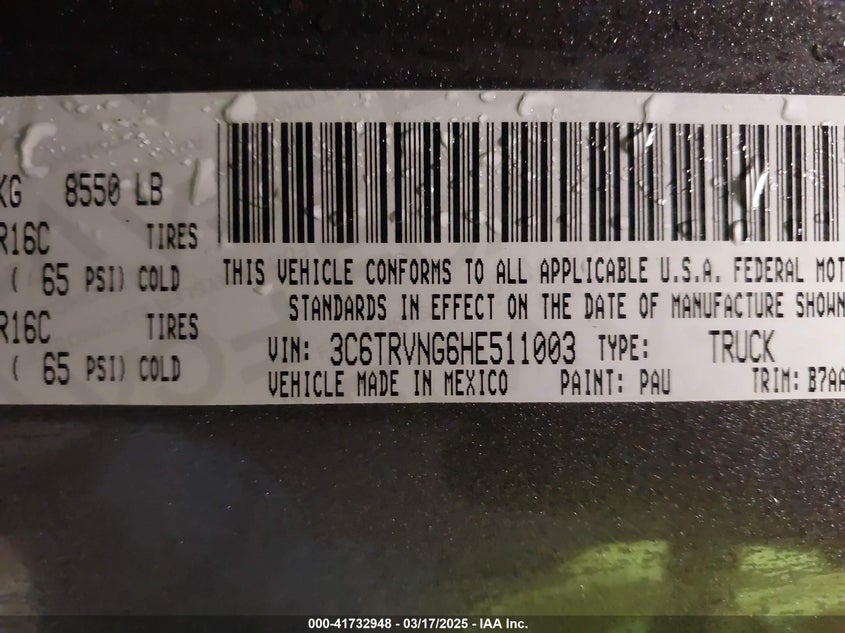 KG 8550 LB
R16C TIRES
( 65 PSI) COLD
R16C TIRES
( 65 PSI) COLD
THIS VEHICLE CONFORMS TO ALL APPLICABLE U.S.A. FEDERAL MOT
STANDARDS IN EFFECT ON THE DATE OF MANUFACTURE SHOWN
VIN: 3C6TRVNG6HE511003 TYPE: TRUCK
VEHICLE MADE IN MEXICO PAINT: PAU TRIM: B7AA
000-41732948 / 03/17/2025 - IAA Inc.